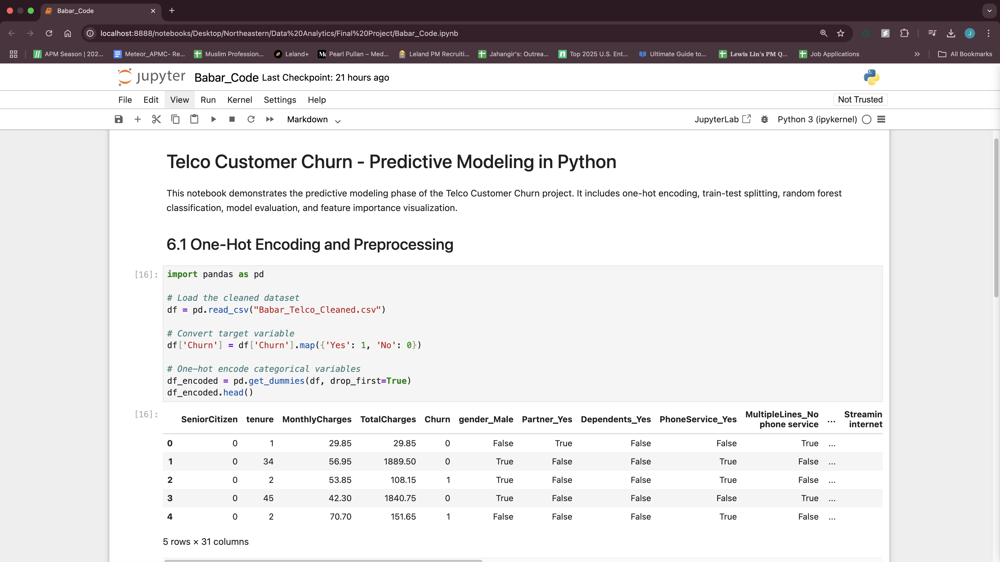 Babar_Code
localhost:8888/notebooks/Desktop/Northeastern/Data%20Analytics/Final%20Project/Babar_Code.ipynb
J
APM Season | 202... Meteor_APMC- Re... Muslim Profession... Leland+ Pearl Pullan – Med... Leland PM Recruiti... Jahangir's: Outrea... Top 2025 U.S. Ent... Ultimate Guide to... Lewis Lin's PM Q... Job Applications All Bookmarks
jupyter Babar_Code Last Checkpoint: 21 hours ago
File Edit View Run Kernel Settings Help Not Trusted
Markdown JupyterLab Python 3 (ipykernel)
Telco Customer Churn - Predictive Modeling in Python
This notebook demonstrates the predictive modeling phase of the Telco Customer Churn project. It includes one-hot encoding, train-test splitting, random forest
classification, model evaluation, and feature importance visualization.
6.1 One-Hot Encoding and Preprocessing
[16]: import pandas as pd
# Load the cleaned dataset
df = pd.read_csv("Babar_Telco_Cleaned.csv")
# Convert target variable
df['Churn'] = df['Churn'].map({'Yes': 1, 'No': 0})
# One-hot encode categorical variables
df_encoded = pd.get_dummies(df, drop_first=True)
df_encoded.head()
[16]:
SeniorCitizen tenure MonthlyCharges TotalCharges Churn gender_Male Partner_Yes Dependents_Yes PhoneService_Yes MultipleLines_No phone service ... Streamin internet
0 0 1 29.85 29.85 0 False True False False True ...
1 0 34 56.95 1889.50 0 True False False True False ...
2 0 2 53.85 108.15 1 True False False True False ...
3 0 45 42.30 1840.75 0 True False False False True ...
4 0 2 70.70 151.65 1 False False False True False ...
5 rows × 31 columns